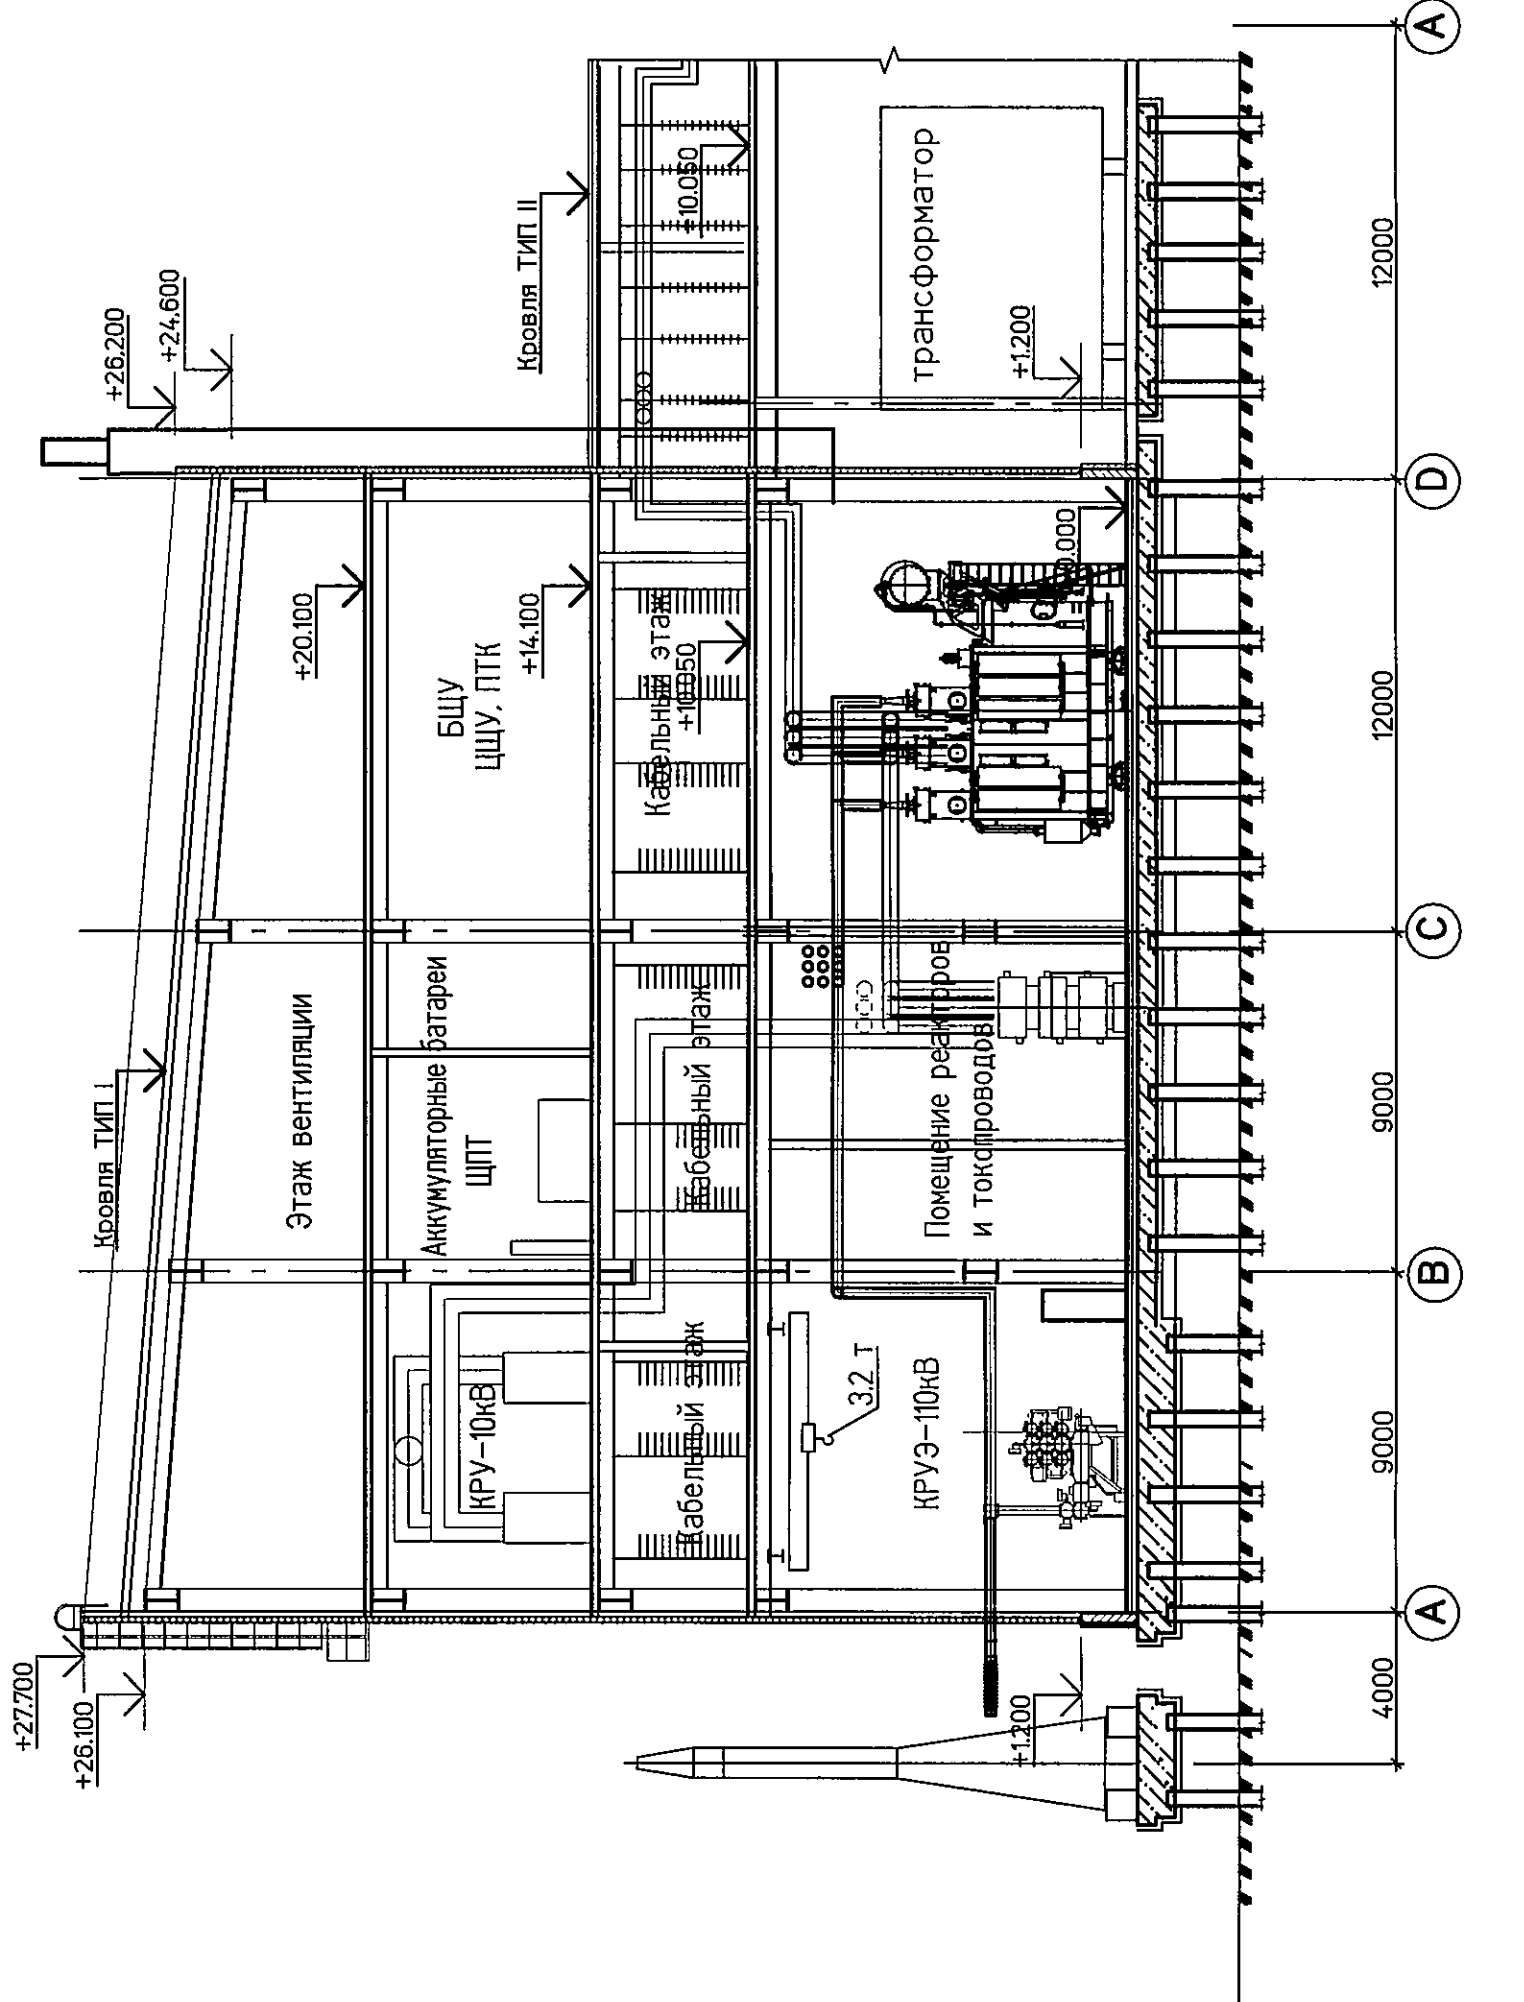 +27.700
+26.100
+26.200
+24.600
Кровля ТИП I
Кровля ТИП II
Этаж вентиляции
+20.100
КРУ-10кВ
Аккумуляторные батареи
ЩПТ
БЩУ
ЦЩУ, ПТК
+14.100
Кабельный этаж
Кабельный этаж
Кабельный этаж
+10.050
+10.050
3.2 т
КРУЭ-110кВ
Помещение реакторов
и токопроводов
трансформатор
+1.200
0.000
+1.200
4000
9000
9000
12000
12000
A
B
C
D
A